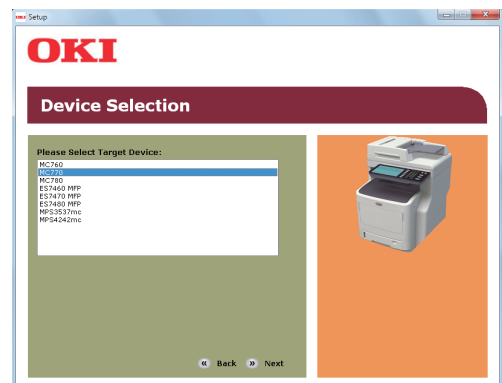 OKI Setup
OKI
Device Selection
Please Select Target Device:
MC760
MC770
MC780
ES7460 MFP
ES7470 MFP
ES7480 MFP
MPS3537mc
MPS4242mc
« Back » Next